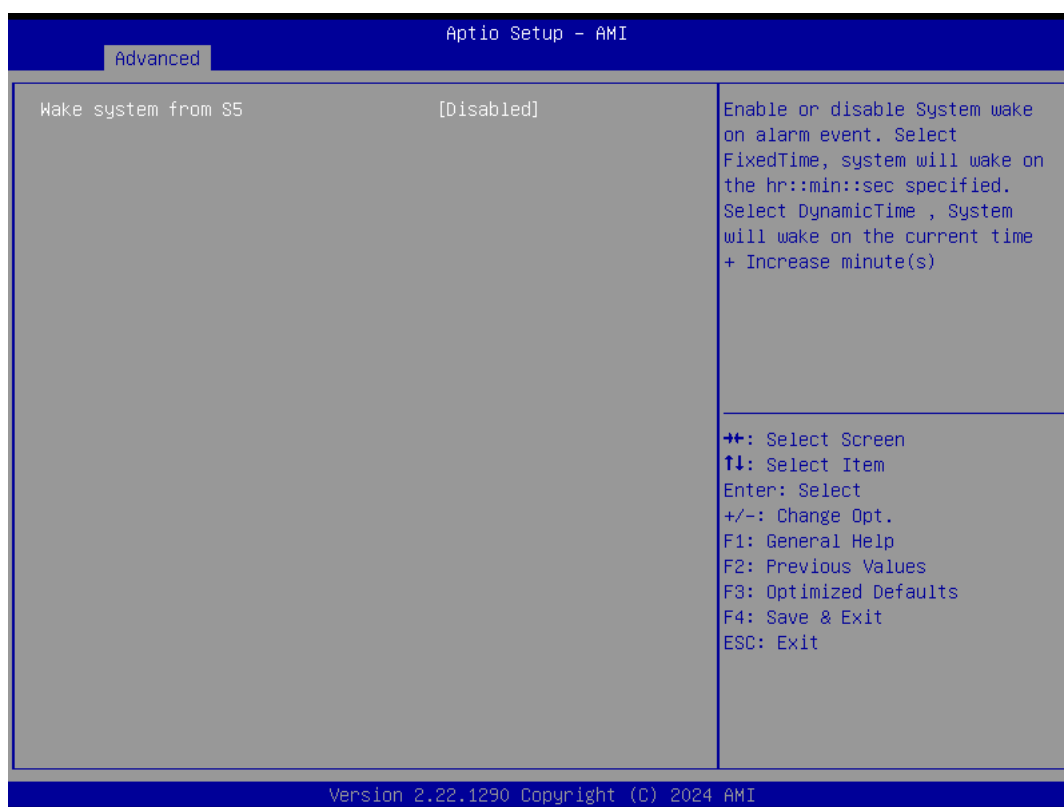 Aptio Setup – AMI
Advanced
Wake system from S5 [Disabled]
Enable or disable System wake
on alarm event. Select
FixedTime, system will wake on
the hr::min::sec specified.
Select DynamicTime , System
will wake on the current time
+ Increase minute(s)
→←: Select Screen
↑↓: Select Item
Enter: Select
+/-: Change Opt.
F1: General Help
F2: Previous Values
F3: Optimized Defaults
F4: Save & Exit
ESC: Exit
Version 2.22.1290 Copyright (C) 2024 AMI